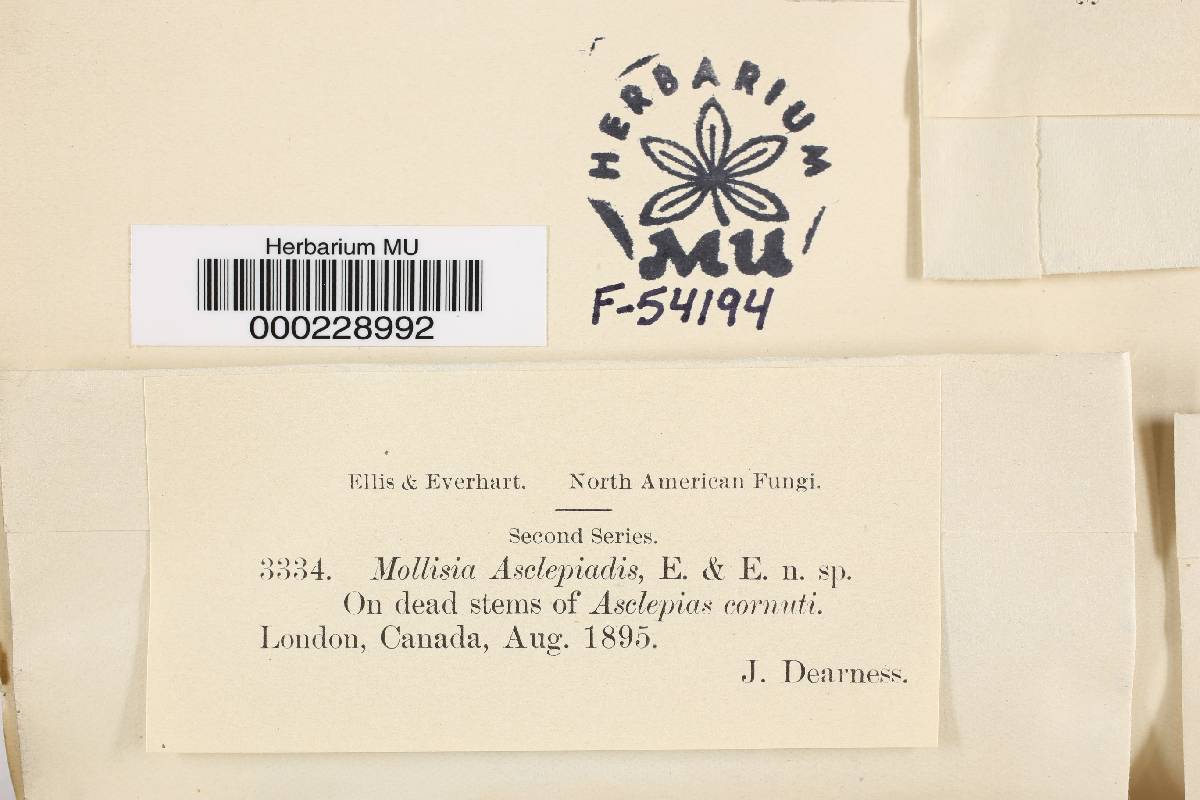 HERBARIUM
MU
F-54194
Herbarium MU
000228992
Ellis & Everhart. North American Fungi.
Second Series.
3334. Mollisia Asclepiadis, E. & E. n. sp.
On dead stems of Asclepias cornuti.
London, Canada, Aug. 1895.
J. Dearness.